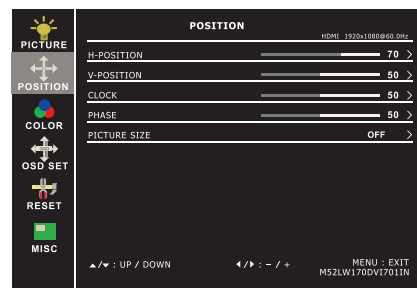 PICTURE
POSITION
COLOR
OSD SET
RESET
MISC
POSITION
HDMI 1920x1080@60.0Hz
H-POSITION 70 >
V-POSITION 50 >
CLOCK 50 >
PHASE 50 >
PICTURE SIZE OFF >
▲/▼ : UP / DOWN ◀/▶ : - / + MENU : EXIT
M52LW170DVI701IN